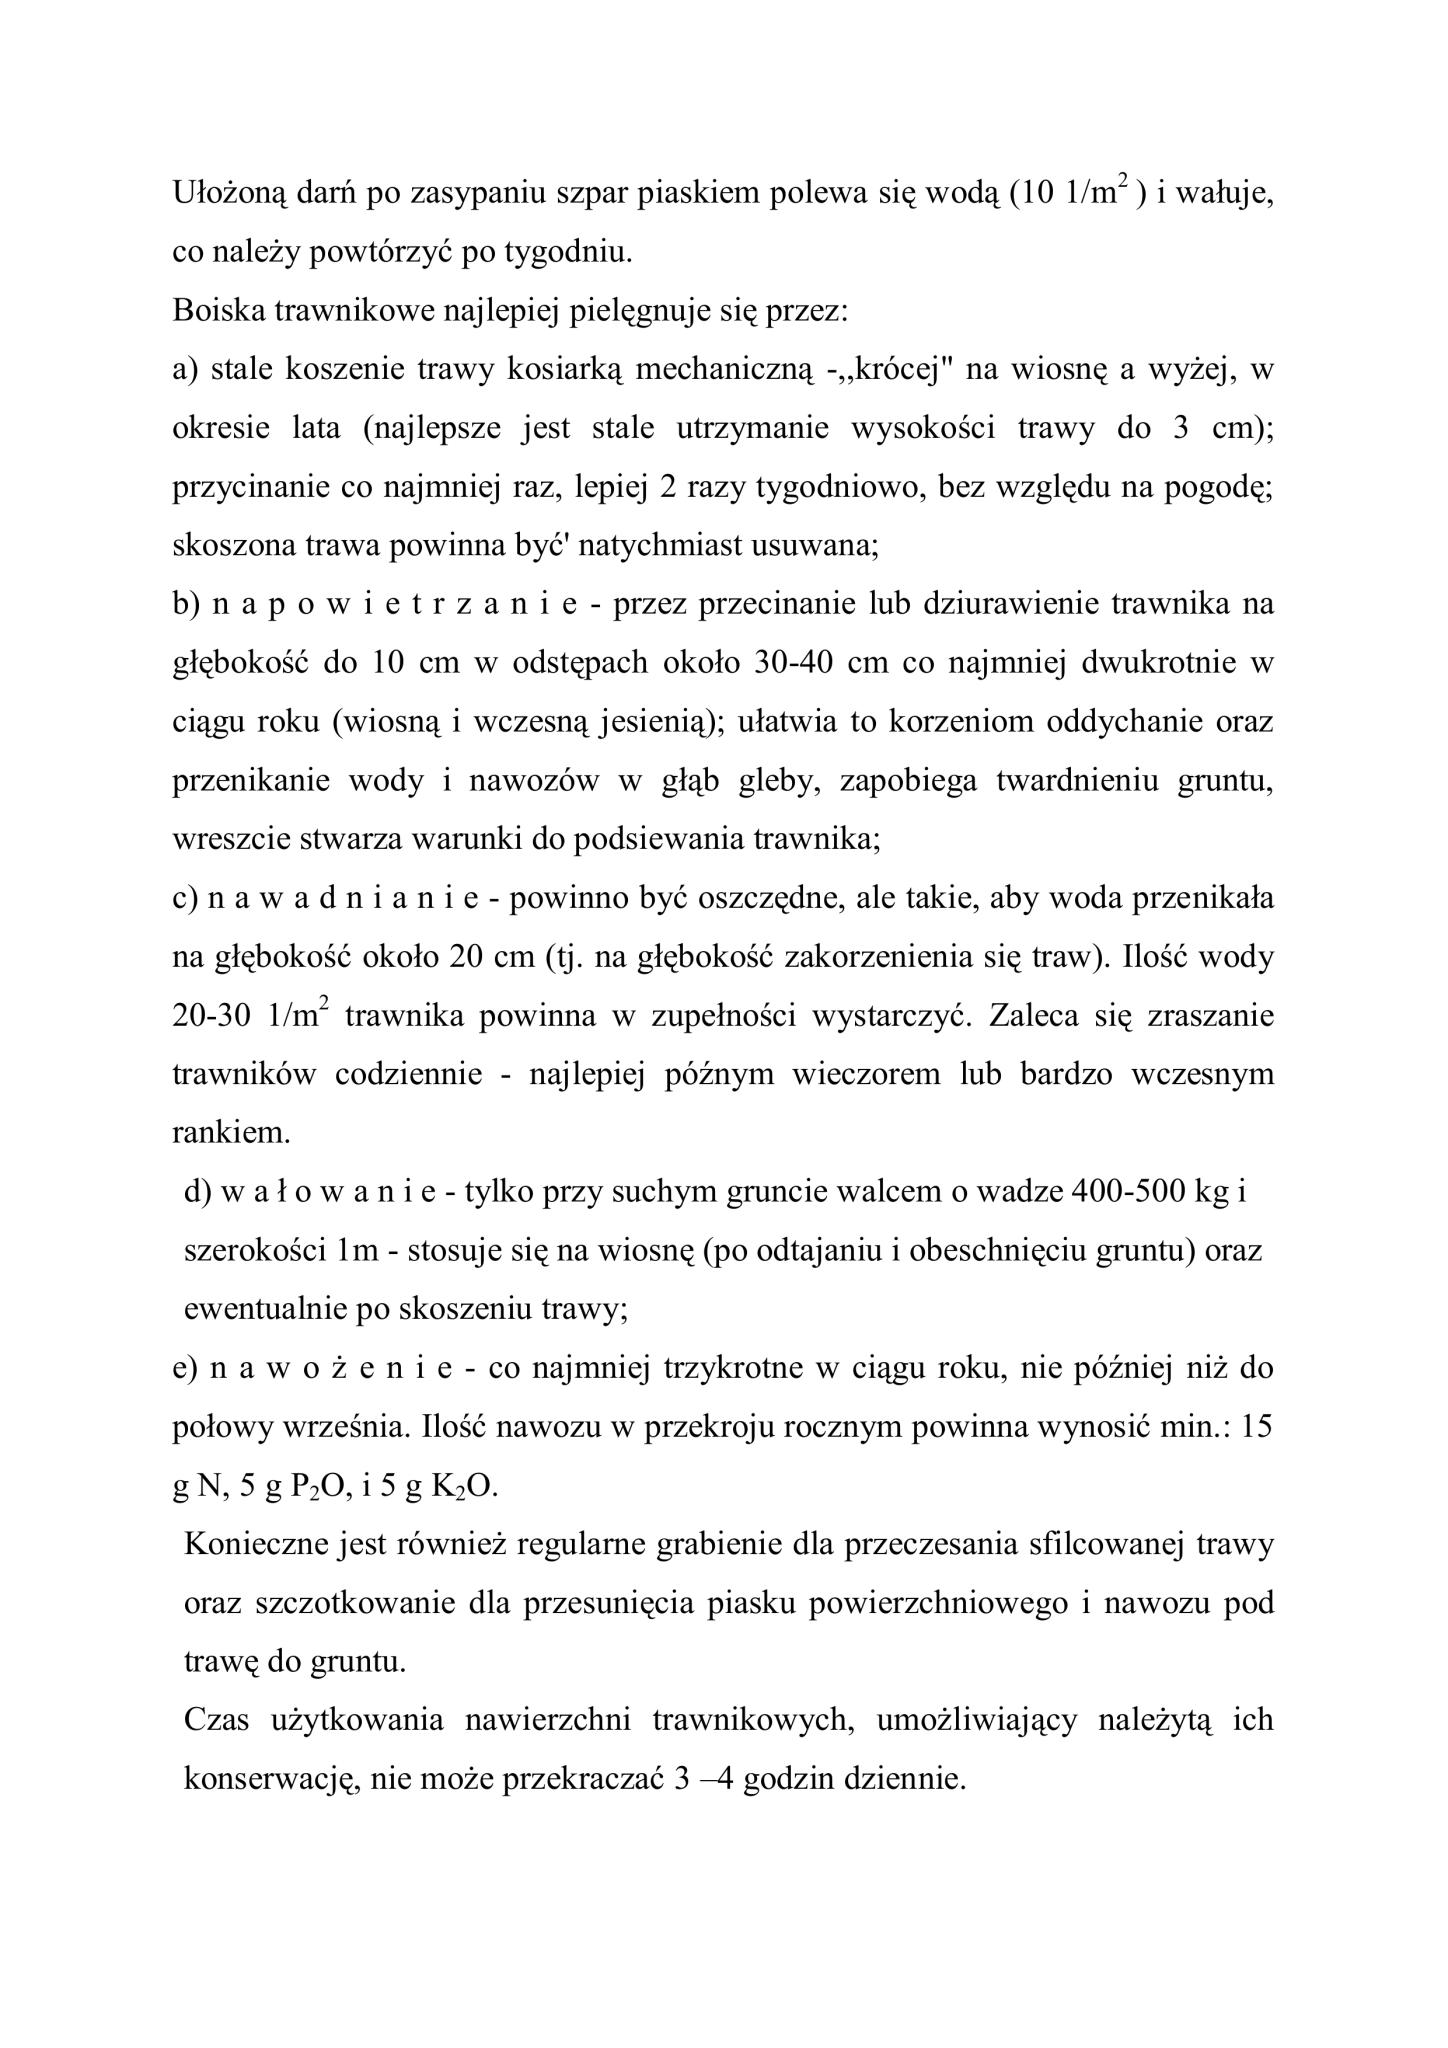 Ułożoną darń po zasypaniu szpar piaskiem polewa się wodą (10 1/m² ) i wałuje,
co należy powtórzyć po tygodniu.
Boiska trawnikowe najlepiej pielęgnuje się przez:
a) stale koszenie trawy kosiarką mechaniczną -,,krócej" na wiosnę a wyżej, w
okresie lata (najlepsze jest stale utrzymanie wysokości trawy do 3 cm);
przycinanie co najmniej raz, lepiej 2 razy tygodniowo, bez względu na pogodę;
skoszona trawa powinna być' natychmiast usuwana;
b) n a p o w i e t r z a n i e - przez przecinanie lub dziurawienie trawnika na
głębokość do 10 cm w odstępach około 30-40 cm co najmniej dwukrotnie w
ciągu roku (wiosną i wczesną jesienią); ułatwia to korzeniom oddychanie oraz
przenikanie wody i nawozów w głąb gleby, zapobiega twardnieniu gruntu,
wreszcie stwarza warunki do podsiewania trawnika;
c) n a w a d n i a n i e - powinno być oszczędne, ale takie, aby woda przenikała
na głębokość około 20 cm (tj. na głębokość zakorzenienia się traw). Ilość wody
20-30 1/m² trawnika powinna w zupełności wystarczyć. Zaleca się zraszanie
trawników codziennie - najlepiej późnym wieczorem lub bardzo wczesnym
rankiem.
d) w a ł o w a n i e - tylko przy suchym gruncie walcem o wadze 400-500 kg i
szerokości 1m - stosuje się na wiosnę (po odtajaniu i obeschnięciu gruntu) oraz
ewentualnie po skoszeniu trawy;
e) n a w o ż e n i e - co najmniej trzykrotne w ciągu roku, nie później niż do
połowy września. Ilość nawozu w przekroju rocznym powinna wynosić min.: 15
g N, 5 g P₂O, i 5 g K₂O.
Konieczne jest również regularne grabienie dla przeczesania sfilcowanej trawy
oraz szczotkowanie dla przesunięcia piasku powierzchniowego i nawozu pod
trawę do gruntu.
Czas użytkowania nawierzchni trawnikowych, umożliwiający należytą ich
konserwację, nie może przekraczać 3 –4 godzin dziennie.